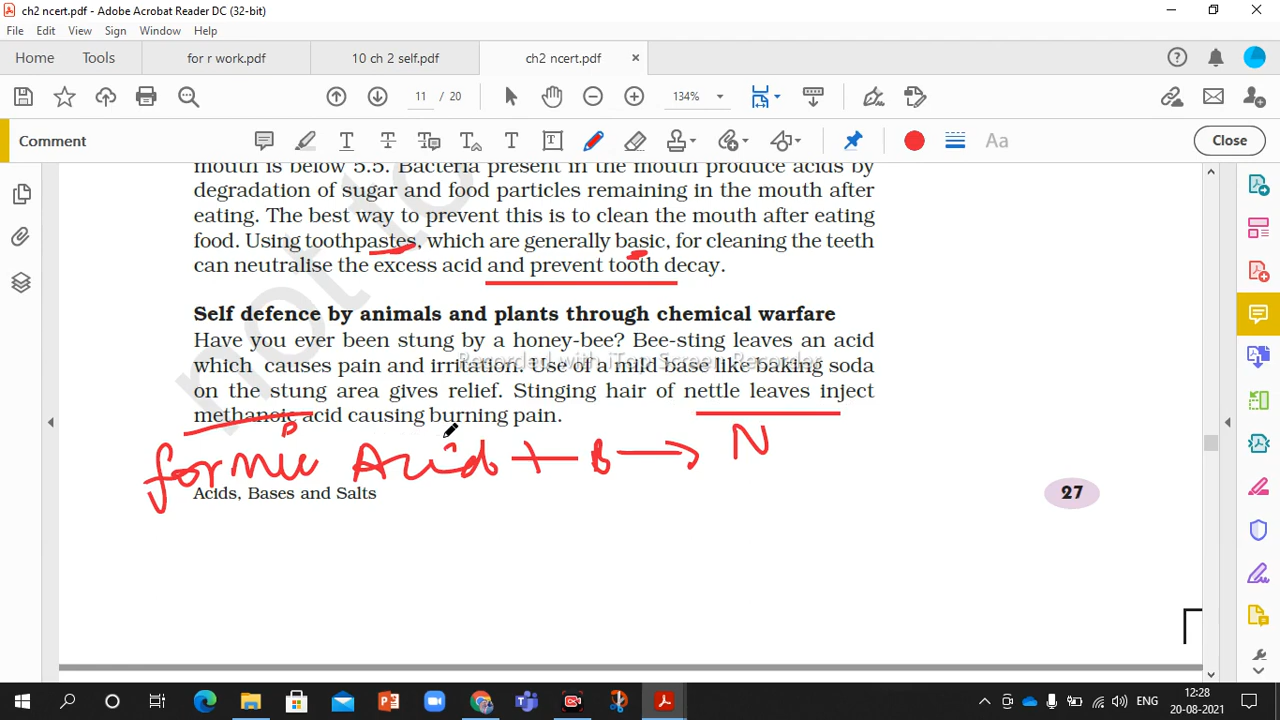 ch2 ncert.pdf - Adobe Acrobat Reader DC (32-bit)
File Edit View Sign Window Help
Home Tools for r work.pdf 10 ch 2 self.pdf ch2 ncert.pdf ×
11 / 20 134%
Comment Close
mouth is below 5.5. Bacteria present in the mouth produce acids by
degradation of sugar and food particles remaining in the mouth after
eating. The best way to prevent this is to clean the mouth after eating
food. Using toothpastes, which are generally basic, for cleaning the teeth
can neutralise the excess acid and prevent tooth decay.
Self defence by animals and plants through chemical warfare
Have you ever been stung by a honey-bee? Bee-sting leaves an acid
which causes pain and irritation. Use of a mild base like baking soda
on the stung area gives relief. Stinging hair of nettle leaves inject
methanoic acid causing burning pain.
Recorded with iTop Screen Recorder
formic Acid + B → N
Acids, Bases and Salts
27
not to
ENG
12:28
20-08-2021